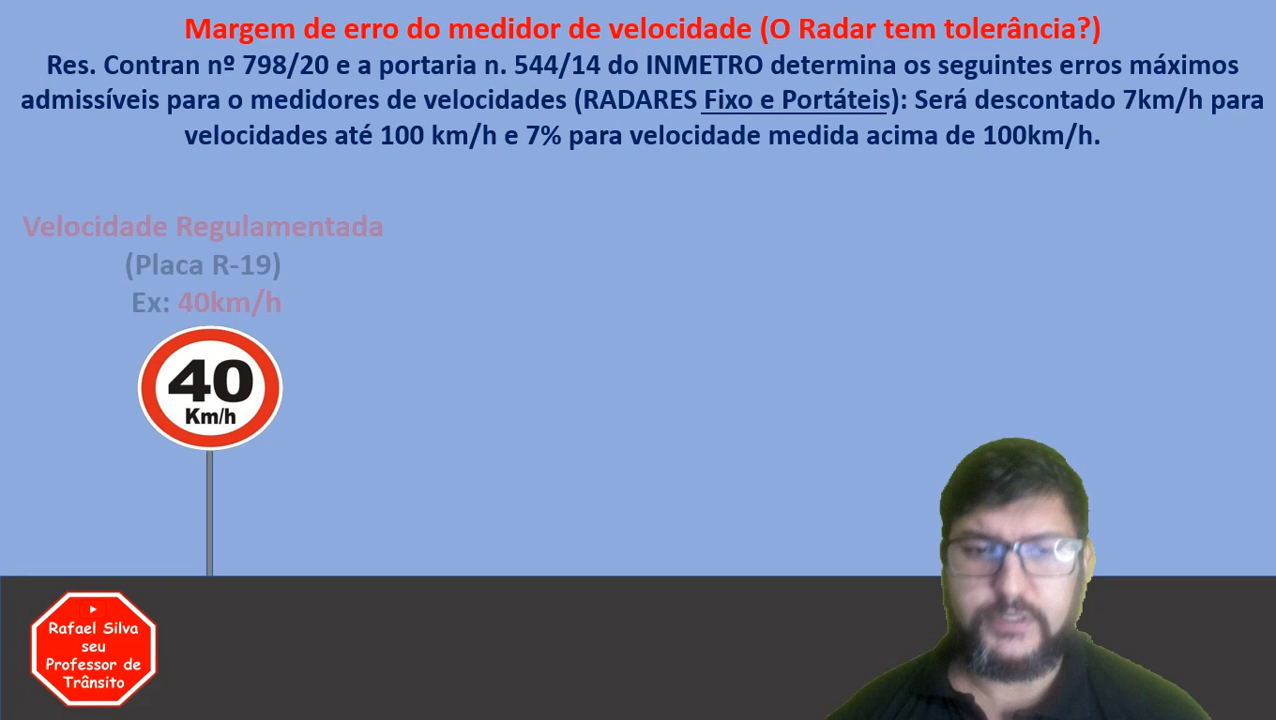 Margem de erro do medidor de velocidade (O Radar tem tolerância?)
Res. Contran nº 798/20 e a portaria n. 544/14 do INMETRO determina os seguintes erros máximos
admissíveis para o medidores de velocidades (RADARES Fixo e Portáteis): Será descontado 7km/h para
velocidades até 100 km/h e 7% para velocidade medida acima de 100km/h.
Velocidade Regulamentada
(Placa R-19)
Ex: 40km/h
40
Km/h
Rafael Silva
seu
Professor de
Trânsito